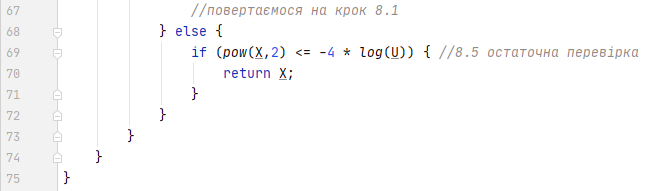 67 //повертаємося на крок 8.1
68 } else {
69 if (pow(X,2) <= -4 * log(U)) { //8.5 остаточна перевірка
70 return X;
71 }
72 }
73 }
74 }
75 }